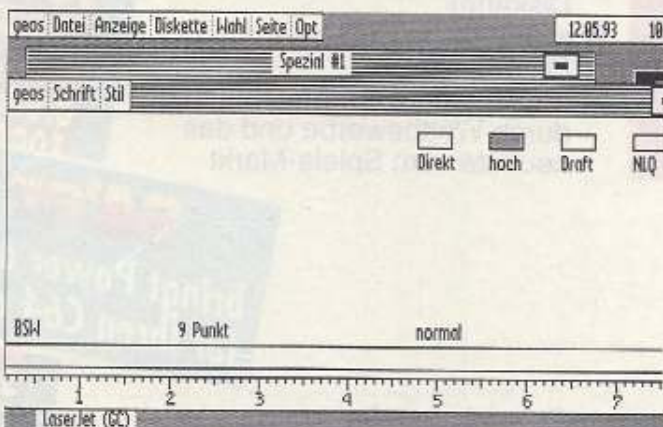 geos Datei Anzeige Diskette Wahl Seite Opt 12.05.93 10
Spezial #1
geos Schrift Stil
Direkt hoch Draft NLQ
BSW 9 Punkt normal
1 2 3 4 5 6 7
LaserJet (GC)